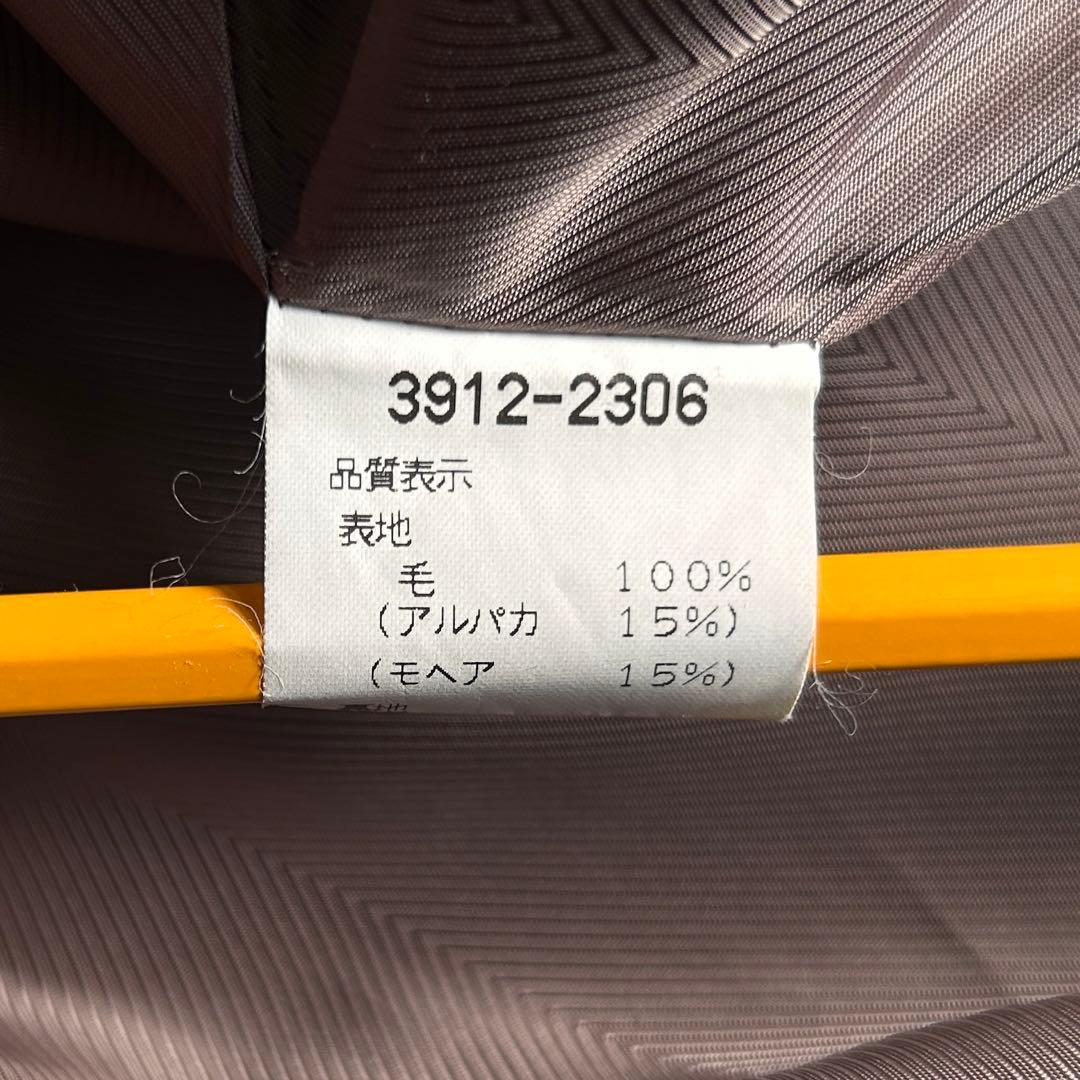 3912-2306
品質表示
表地
毛 100%
(アルパカ 15%)
(モヘア 15%)